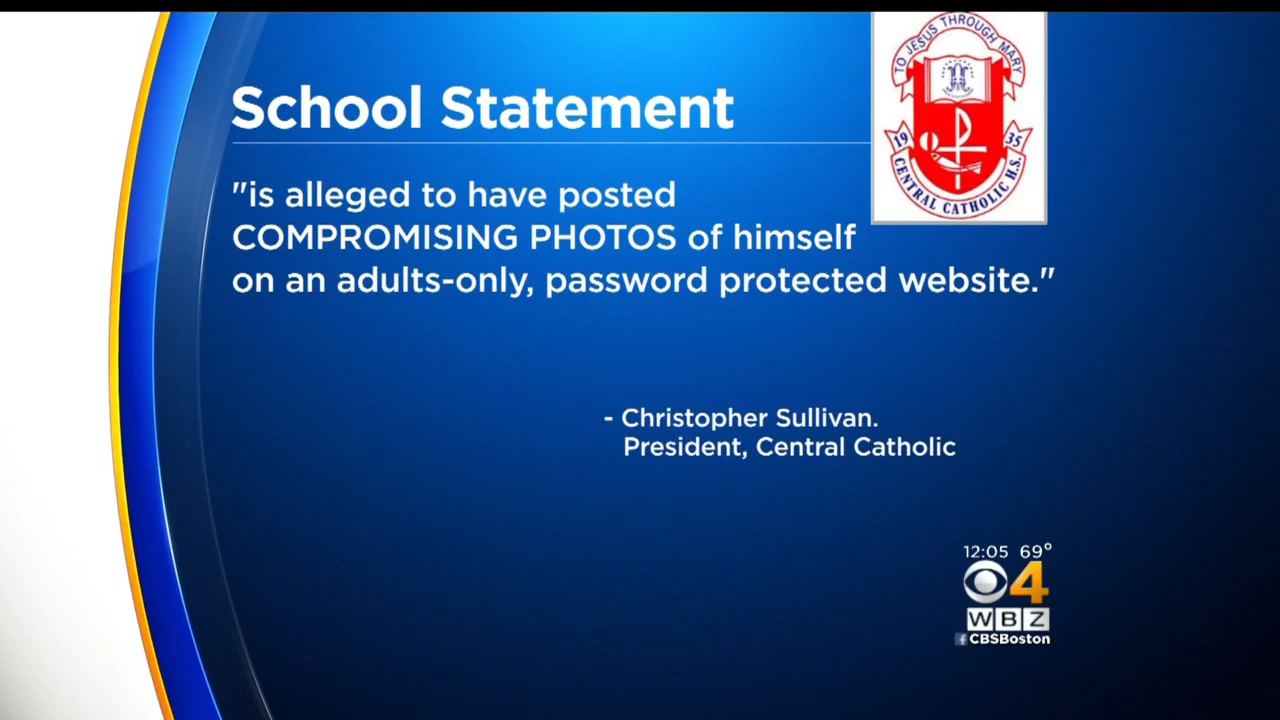 School Statement
TO JESUS THROUGH MARY
19 35
CENTRAL CATHOLIC H.S.
"is alleged to have posted
COMPROMISING PHOTOS of himself
on an adults-only, password protected website."
- Christopher Sullivan.
President, Central Catholic
12:05 69°
4
WBZ
f CBSBoston